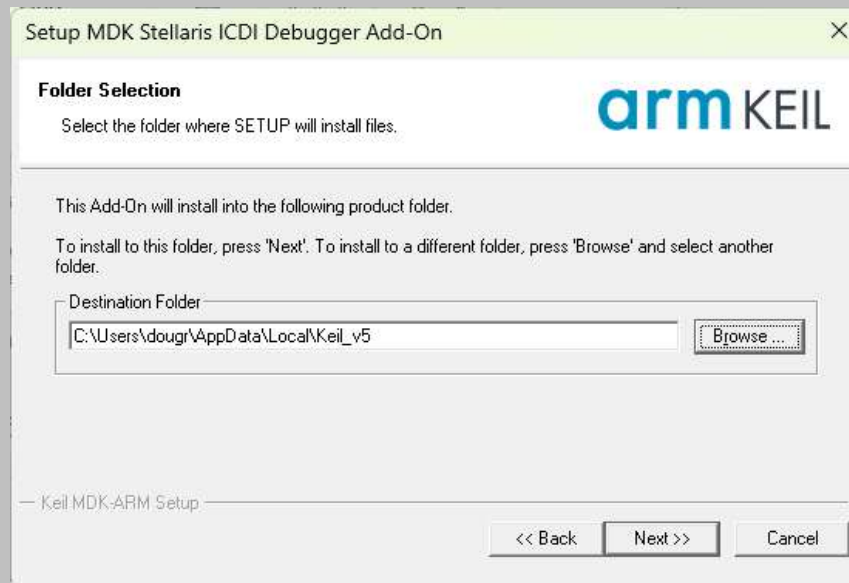 Setup MDK Stellaris ICDI Debugger Add-On
Folder Selection
Select the folder where SETUP will install files.
arm KEIL
This Add-On will install into the following product folder.
To install to this folder, press 'Next'. To install to a different folder, press 'Browse' and select another
folder.
Destination Folder
C:\Users\dougr\AppData\Local\Keil_v5
Browse ...
Keil MDK-ARM Setup
<< Back
Next >>
Cancel